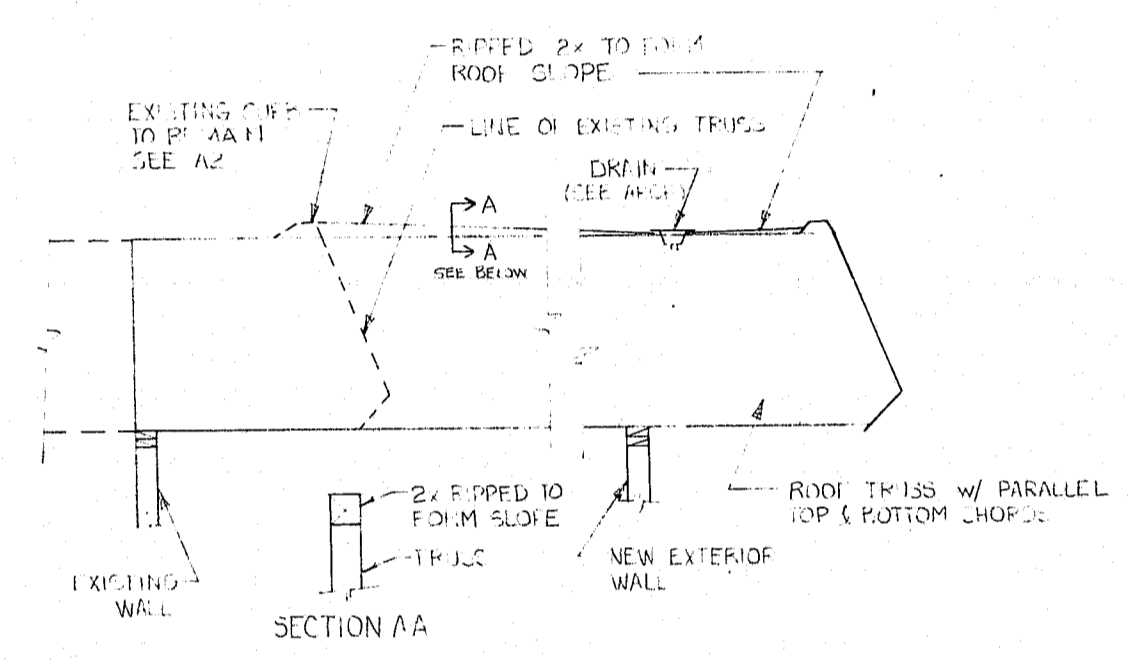 RIPPED 2x TO FORM
ROOF SLOPE
EXISTING CURB
TO REMAIN
SEE A2
LINE OF EXISTING TRUSS
DRAIN
(SEE ARCH)
A
A
SEE BELOW
2x RIPPED TO
FORM SLOPE
TRUSS
ROOF TRUSS W/ PARALLEL
TOP & BOTTOM CHORDS
NEW EXTERIOR
WALL
EXISTING
WALL
SECTION AA